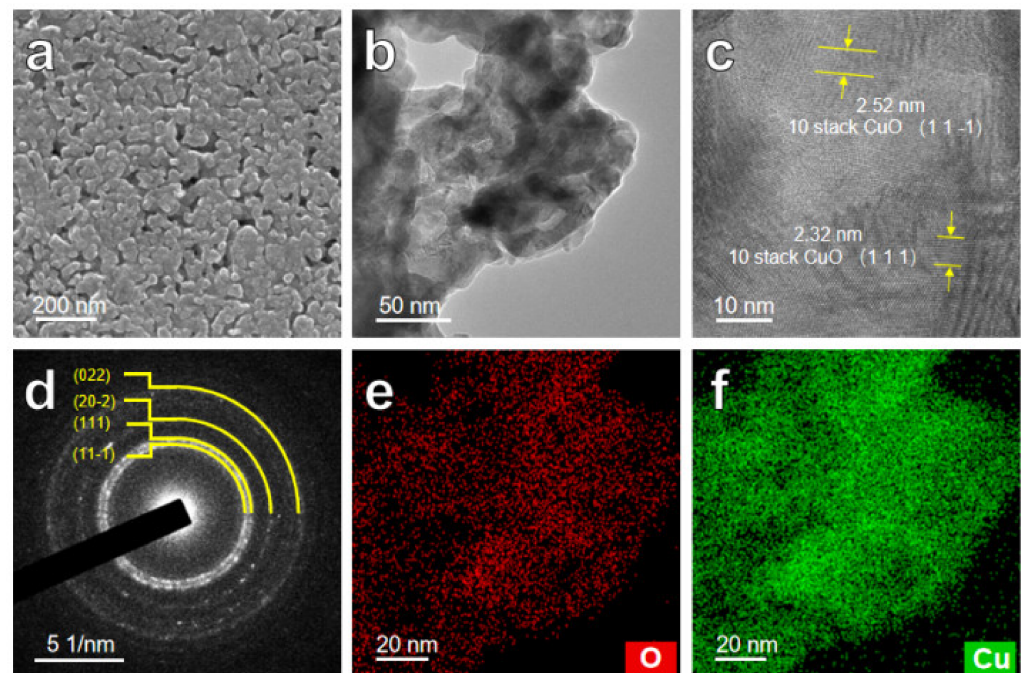 a
200 nm
b
50 nm
c
2.52 nm
10 stack CuO (1 1 -1)
2.32 nm
10 stack CuO (1 1 1)
10 nm
d
(022)
(20-2)
(111)
(11-1)
5 1/nm
e
20 nm
O
f
20 nm
Cu